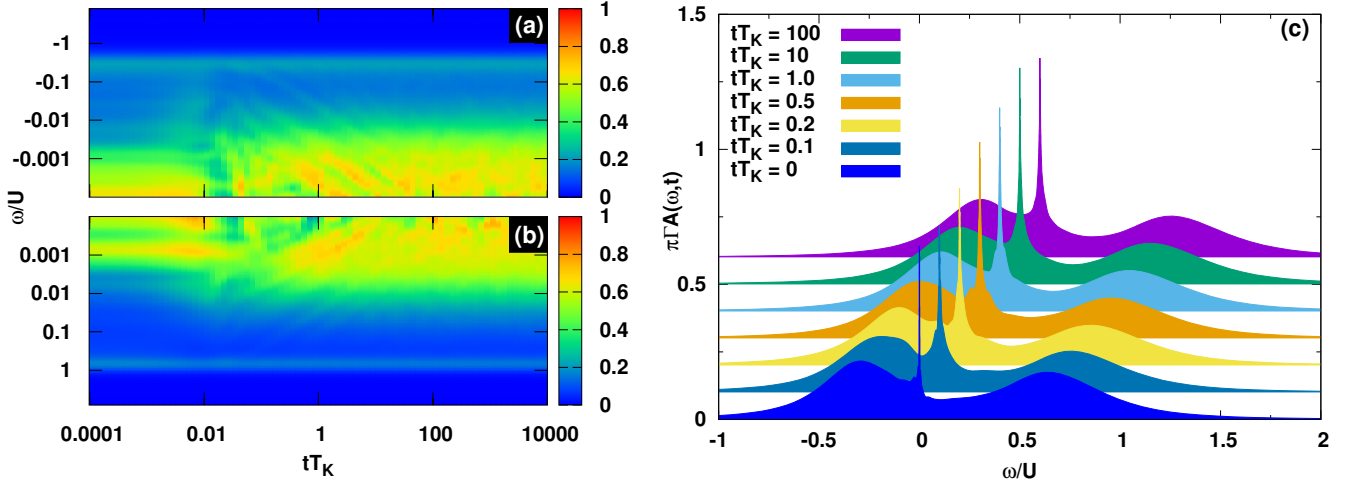 (a)
-1
-0.1
-0.01
-0.001
1
0.8
0.6
0.4
0.2
0
ω/U
(b)
0.001
0.01
0.1
1
1
0.8
0.6
0.4
0.2
0
0.0001 0.01 1 100 10000
tT_K
(c)
1.5
1
0.5
0
πΓA(ω,t)
tT_K = 100
tT_K = 10
tT_K = 1.0
tT_K = 0.5
tT_K = 0.2
tT_K = 0.1
tT_K = 0
-1 -0.5 0 0.5 1 1.5 2
ω/U